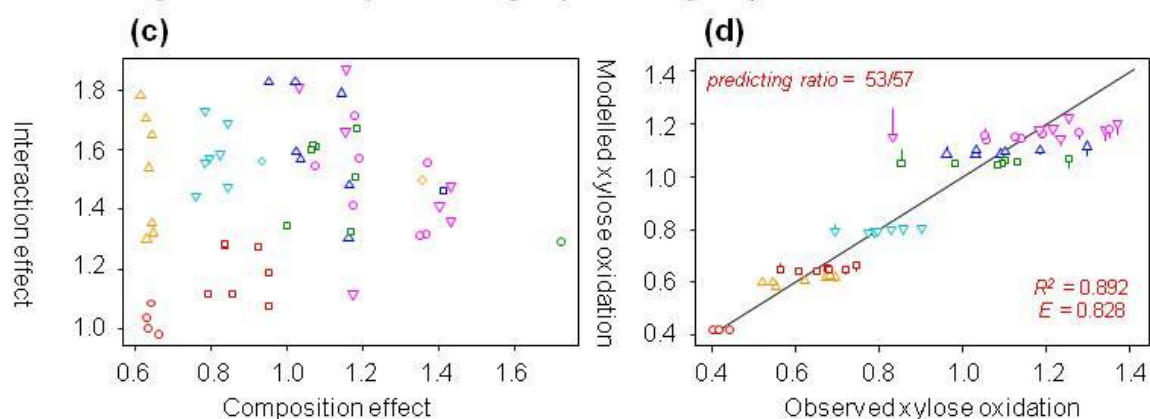 (c)
1.8
1.6
1.4
1.2
1.0
0.6 0.8 1.0 1.2 1.4 1.6
Interaction effect
Composition effect
(d)
predicting ratio = 53/57
1.4
1.2
1.0
0.8
0.6
0.4
0.4 0.6 0.8 1.0 1.2 1.4
R² = 0.892
E = 0.828
Modelled xylose oxidation
Observed xylose oxidation